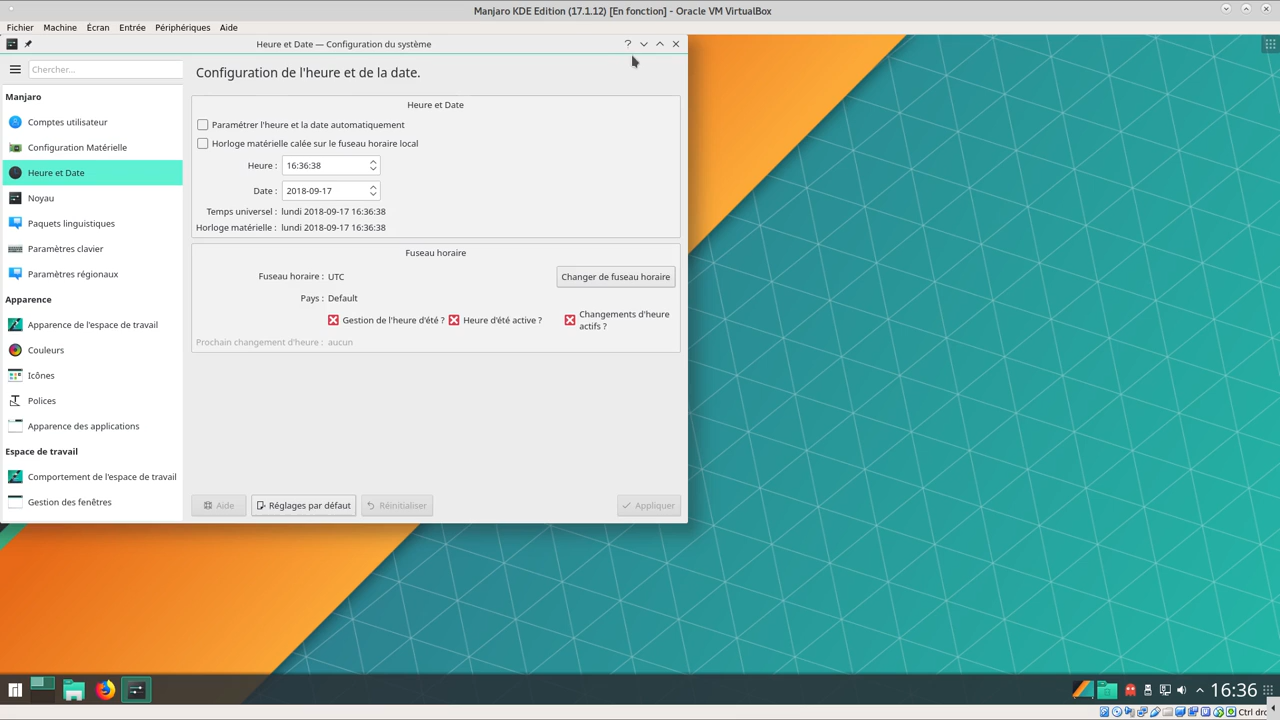 Manjaro KDE Edition (17.1.12) [En fonction] - Oracle VM VirtualBox
Fichier Machine Écran Entrée Périphériques Aide
Heure et Date — Configuration du système
Chercher...
Manjaro
Comptes utilisateur
Configuration Matérielle
Heure et Date
Noyau
Paquets linguistiques
Paramètres clavier
Paramètres régionaux
Apparence
Apparence de l'espace de travail
Couleurs
Icônes
Polices
Apparence des applications
Espace de travail
Comportement de l'espace de travail
Gestion des fenêtres
Configuration de l'heure et de la date.
Heure et Date
Paramétrer l'heure et la date automatiquement
Horloge matérielle calée sur le fuseau horaire local
Heure : 16:36:38
Date : 2018-09-17
Temps universel : lundi 2018-09-17 16:36:38
Horloge matérielle : lundi 2018-09-17 16:36:38
Fuseau horaire
Fuseau horaire : UTC Changer de fuseau horaire
Pays : Default
Gestion de l'heure d'été ? Heure d'été active ? Changements d'heure
actifs ?
Prochain changement d'heure : aucun
Aide Réglages par défaut Réinitialiser Appliquer
16:36
Ctrl